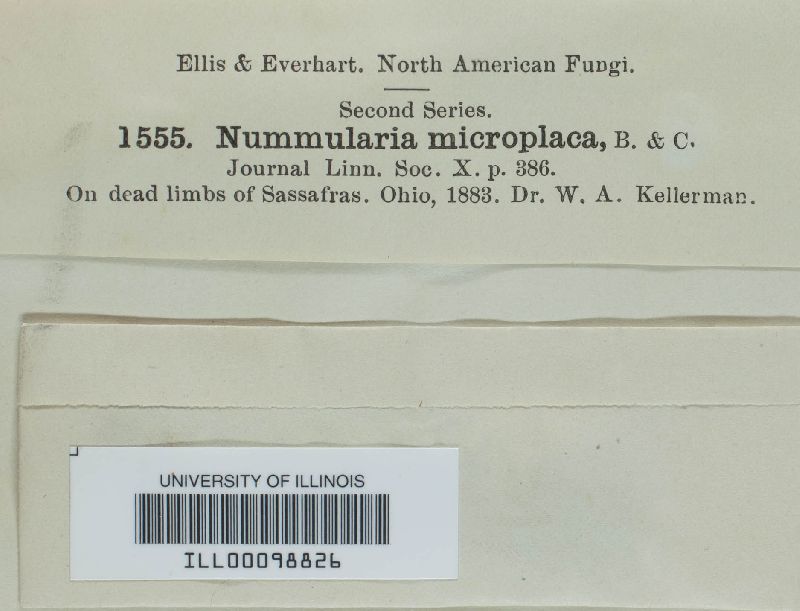 Ellis & Everhart. North American Fungi.
Second Series.
1555. Nummularia microplaca, B. & C.
Journal Linn. Soc. X. p. 386.
On dead limbs of Sassafras. Ohio, 1883. Dr. W. A. Kellerman.
UNIVERSITY OF ILLINOIS
ILL00098826